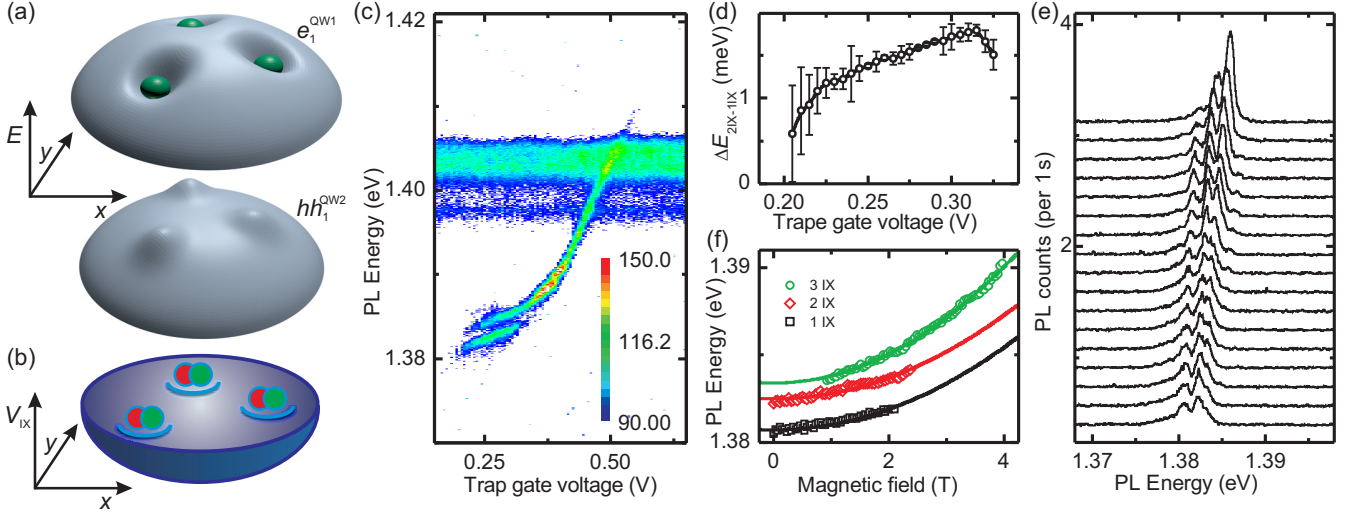 (a)
e₁^QW1
E
y
x
hh₁^QW2
(b)
V_IX
y
x
(c)
1.42
1.40
1.38
PL Energy (eV)
150.0
116.2
90.00
0.25
0.50
Trap gate voltage (V)
(d)
ΔE_2IX-1IX (meV)
1
0
0.20
0.25
0.30
Trape gate voltage (V)
(f)
1.39
1.38
PL Energy (eV)
3 IX
2 IX
1 IX
0
2
4
Magnetic field (T)
(e)
4
2
PL counts (per 1s)
1.37
1.38
1.39
PL Energy (eV)